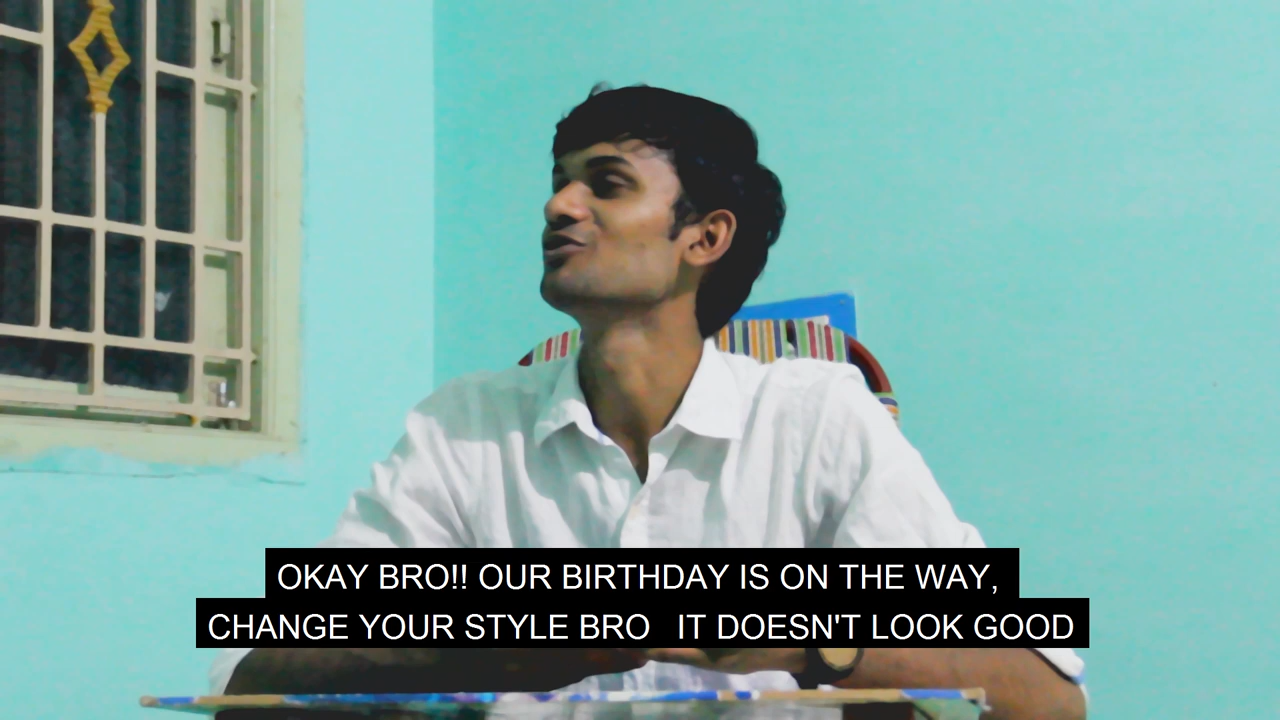 OKAY BRO!! OUR BIRTHDAY IS ON THE WAY,
CHANGE YOUR STYLE BRO   IT DOESN'T LOOK GOOD